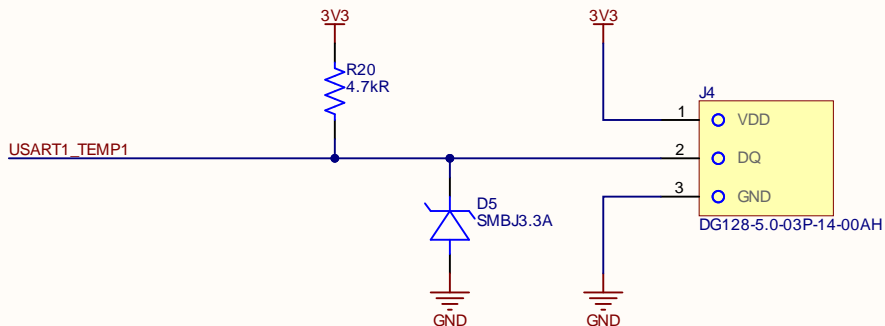 3V3
3V3
R20
4.7kR
J4
1
VDD
USART1_TEMP1
2
DQ
3
GND
D5
SMBJ3.3A
DG128-5.0-03P-14-00AH
GND
GND